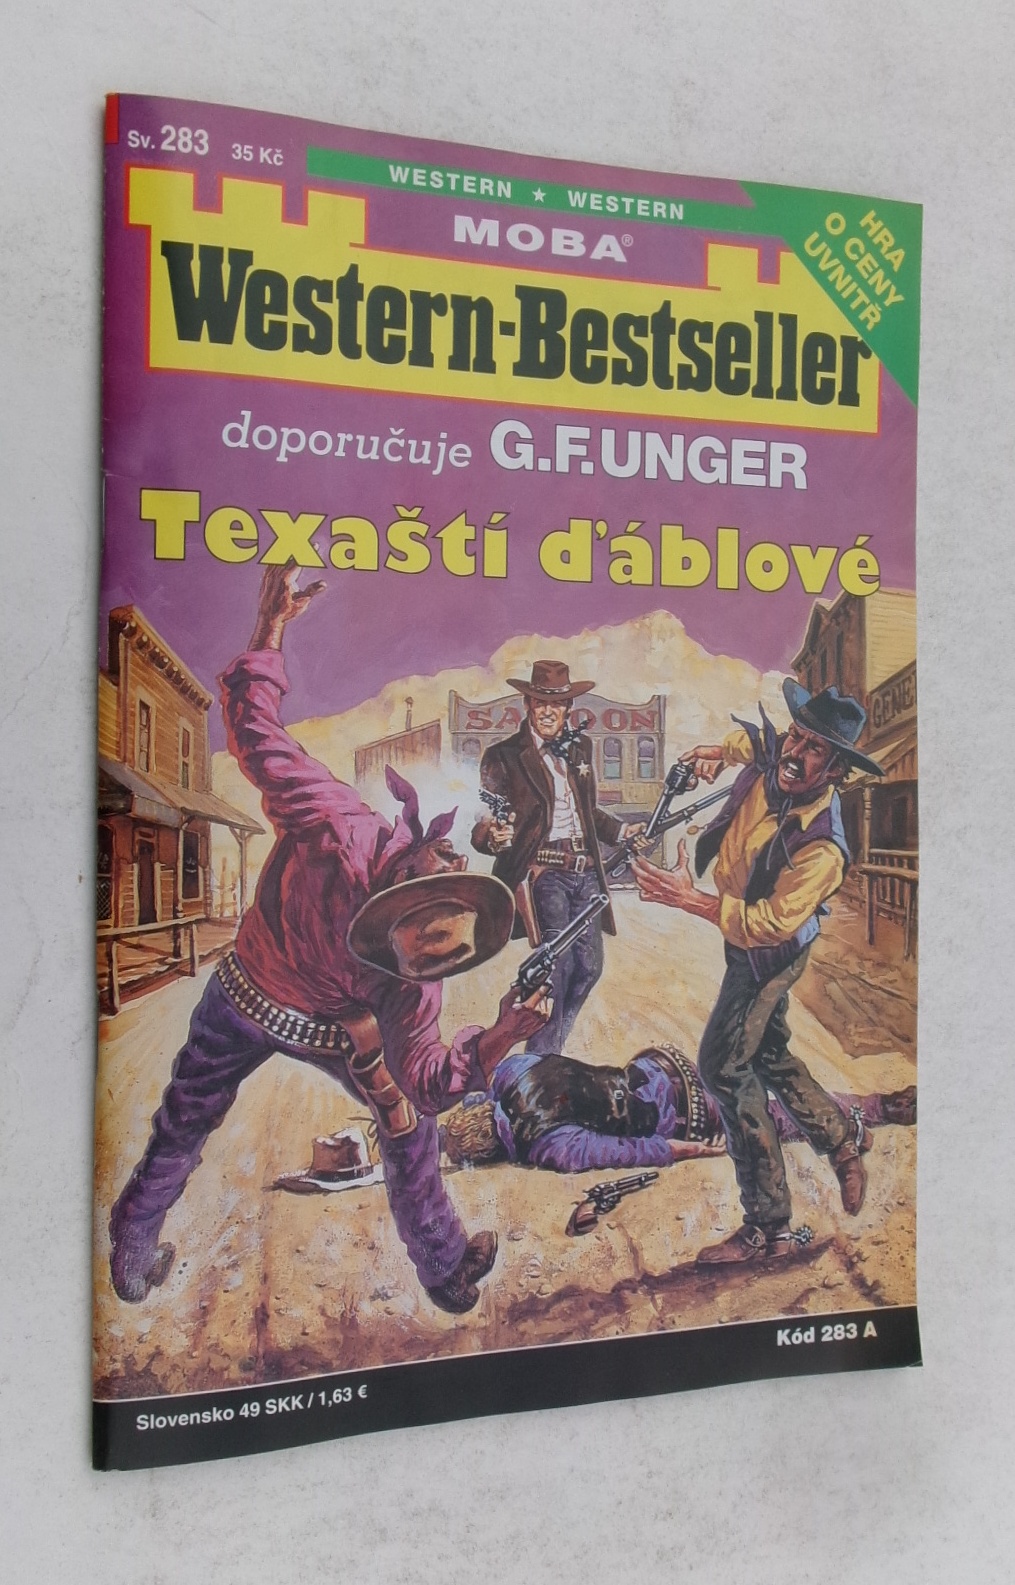 Sv. 283 35 Kč
WESTERN ★ WESTERN
HRA
O CENY
UVNITŘ
MOBA®
Western-Bestseller
doporučuje G.F.UNGER
Texaští ďáblové
SALOON
GENE
Kód 283 A
Slovensko 49 SKK / 1,63 €